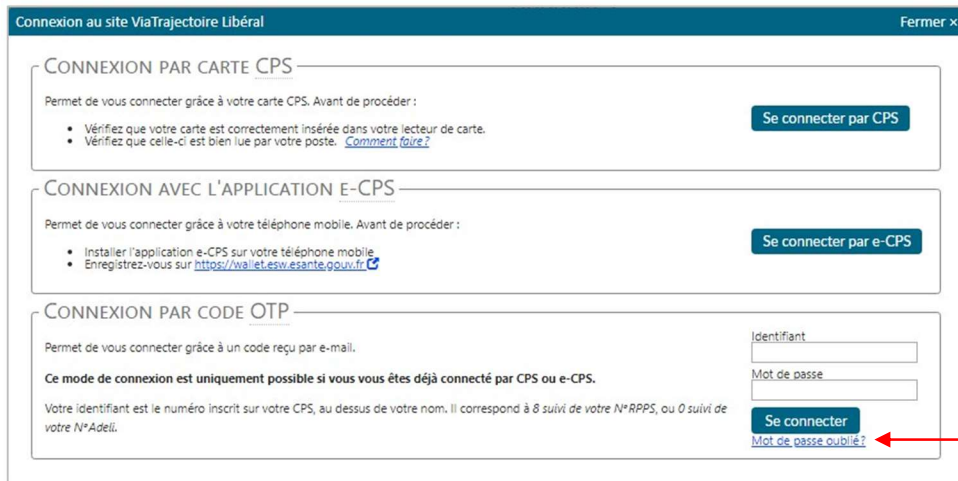 Connexion au site ViaTrajectoire Libéral Fermer ×
CONNEXION PAR CARTE CPS
Permet de vous connecter grâce à votre carte CPS. Avant de procéder :
Se connecter par CPS
• Vérifiez que votre carte est correctement insérée dans votre lecteur de carte.
• Vérifiez que celle-ci est bien lue par votre poste. Comment faire?
CONNEXION AVEC L'APPLICATION E-CPS
Permet de vous connecter grâce à votre téléphone mobile. Avant de procéder :
Se connecter par e-CPS
• Installer l'application e-CPS sur votre téléphone mobile
• Enregistrez-vous sur https://wallet.esw.esante.gouv.fr
CONNEXION PAR CODE OTP
Permet de vous connecter grâce à un code reçu par e-mail.
Ce mode de connexion est uniquement possible si vous vous êtes déjà connecté par CPS ou e-CPS.
Votre identifiant est le numéro inscrit sur votre CPS, au dessus de votre nom. Il correspond à 8 suivi de votre N°RPPS, ou 0 suivi de
votre N°Adeli.
Identifiant
Mot de passe
Se connecter
Mot de passe oublié?